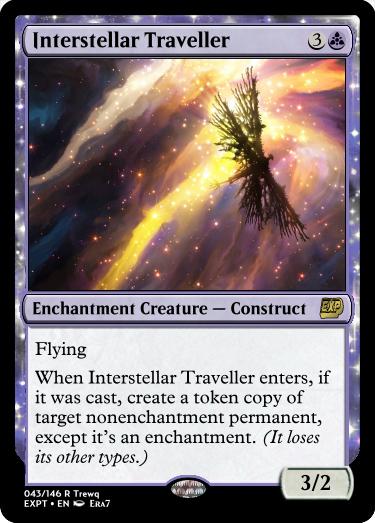 Interstellar Traveller 3
Enchantment Creature — Construct EXP
Flying
When Interstellar Traveller enters, if
it was cast, create a token copy of
target nonenchantment permanent,
except it's an enchantment. (It loses
its other types.)
3/2
043/146 R Trewq
EXPT • EN Era7